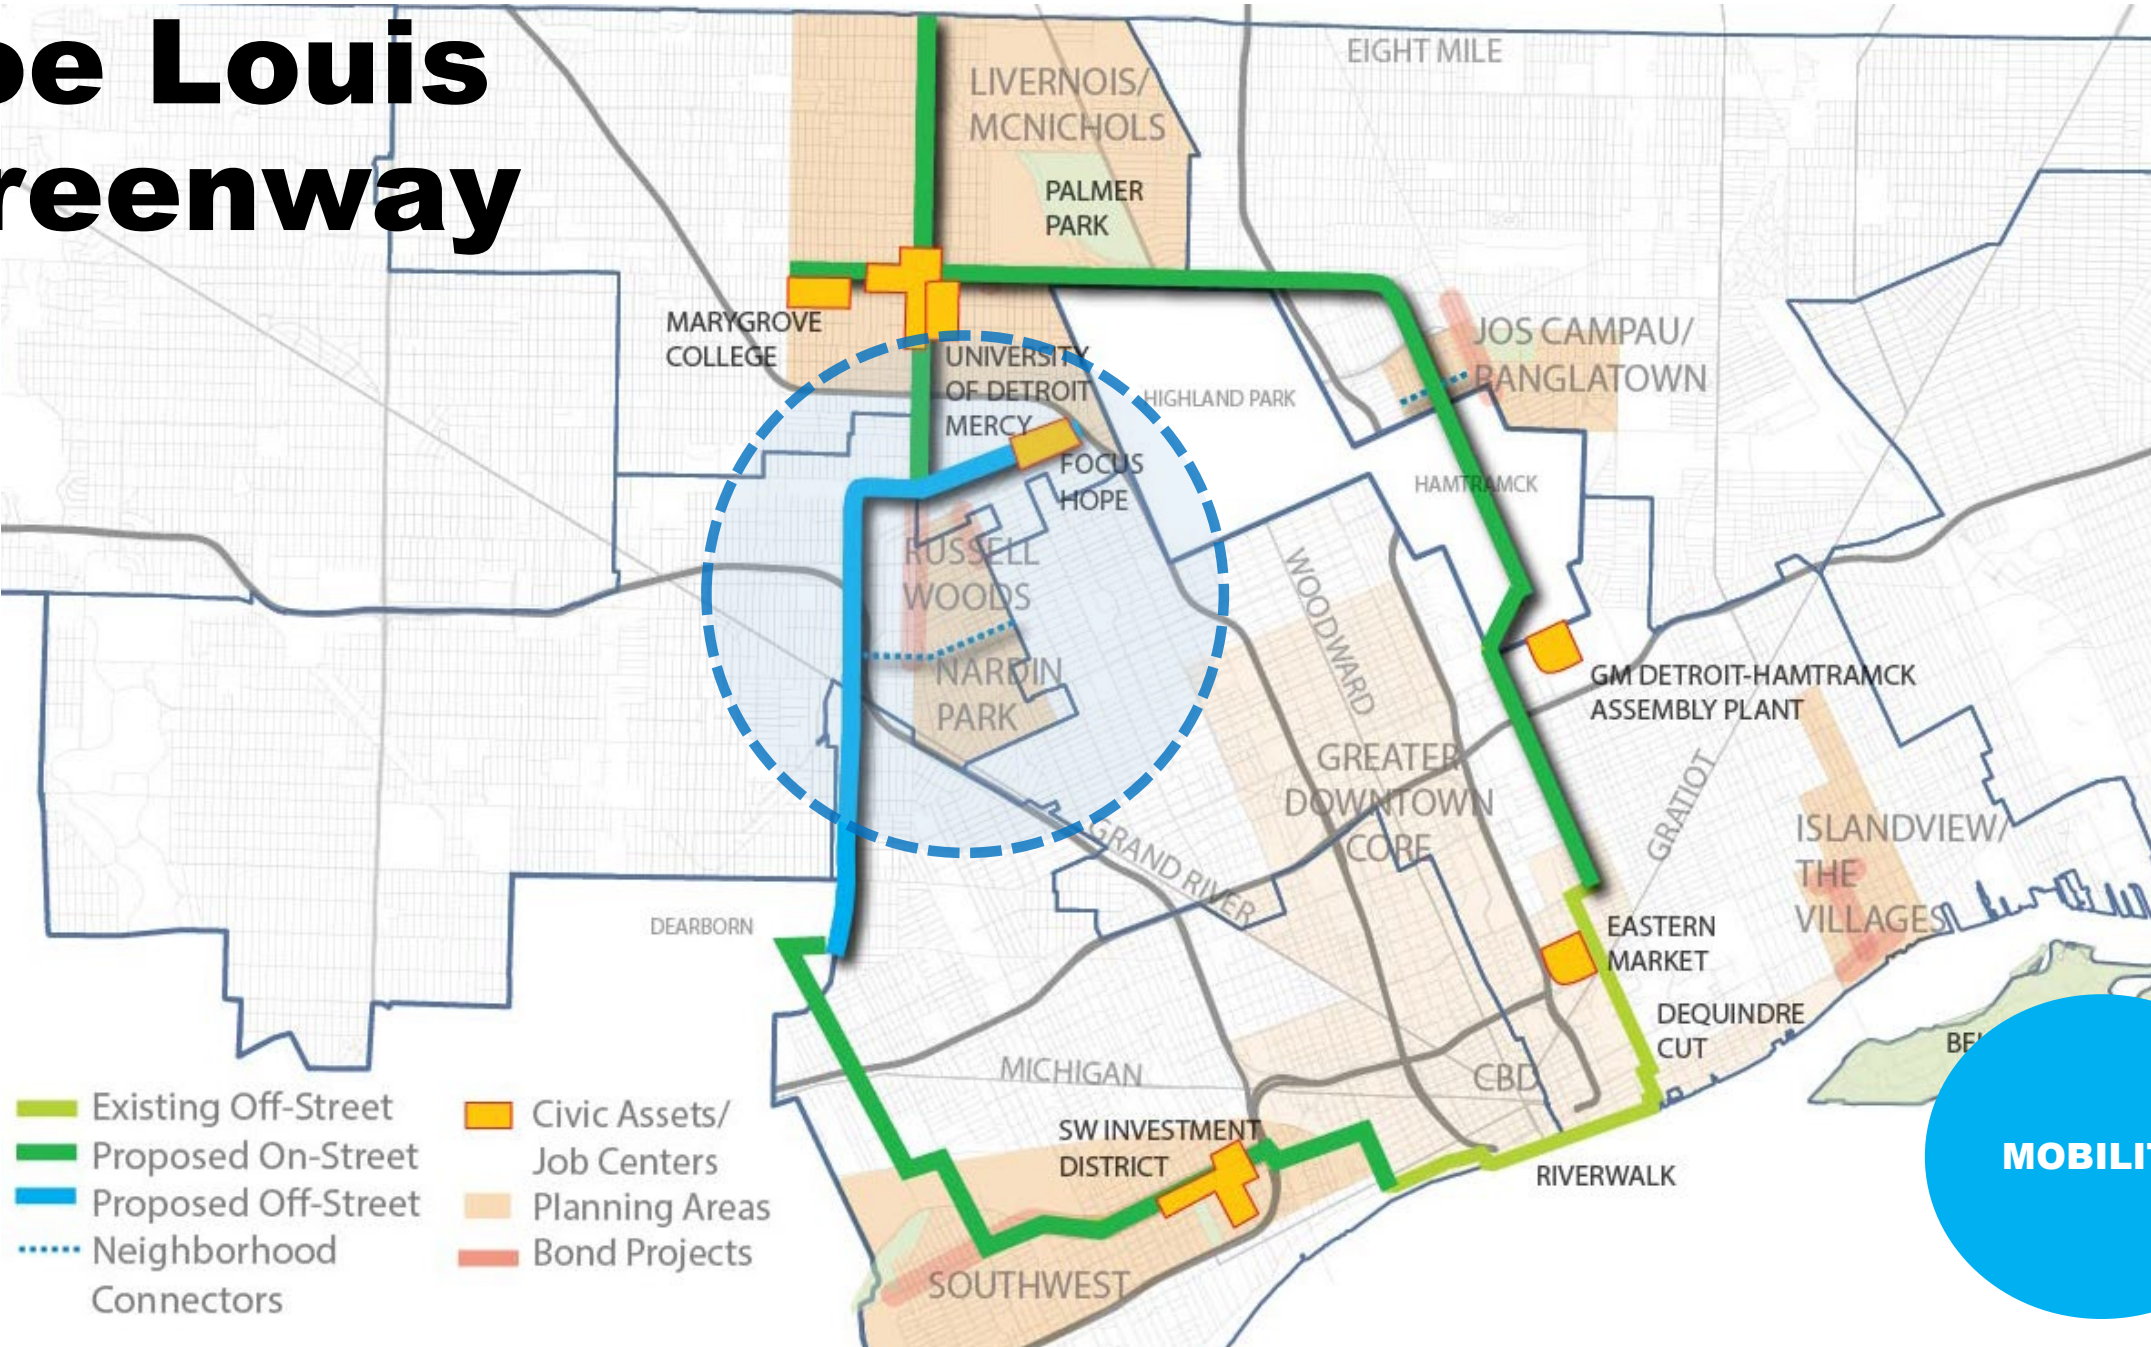 oe Louis
reenway
EIGHT MILE
LIVERNOIS/
MCNICHOLS
PALMER
PARK
MARYGROVE
COLLEGE
UNIVERSITY
OF DETROIT
MERCY
HIGHLAND PARK
JOS CAMPAU/
BANGLATOWN
FOCUS
HOPE
HAMTRAMCK
RUSSELL
WOODS
NARDIN
PARK
WOODWARD
GM DETROIT-HAMTRAMCK
ASSEMBLY PLANT
GREATER
DOWNTOWN
CORE
GRATIOT
GRAND RIVER
ISLANDVIEW/
THE
VILLAGES
DEARBORN
EASTERN
MARKET
DEQUINDRE
CUT
BEL
MICHIGAN
CBD
SW INVESTMENT
DISTRICT
RIVERWALK
MOBILIT
SOUTHWEST
Existing Off-Street
Proposed On-Street
Proposed Off-Street
Neighborhood
Connectors
Civic Assets/
Job Centers
Planning Areas
Bond Projects